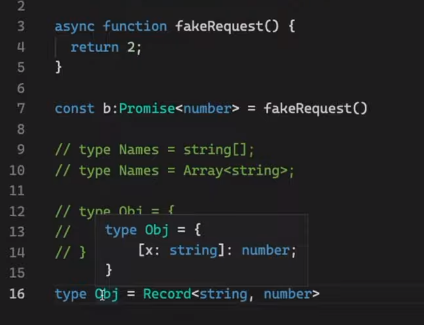 2
3 async function fakeRequest() {
4 return 2;
5 }
6
7 const b:Promise<number> = fakeRequest()
8
9 // type Names = string[];
10 // type Names = Array<string>;
11
12 // type Obj = {
13 //
type Obj = {
14 // }
[x: string]: number;
15 }
16 type Obj = Record<string, number>